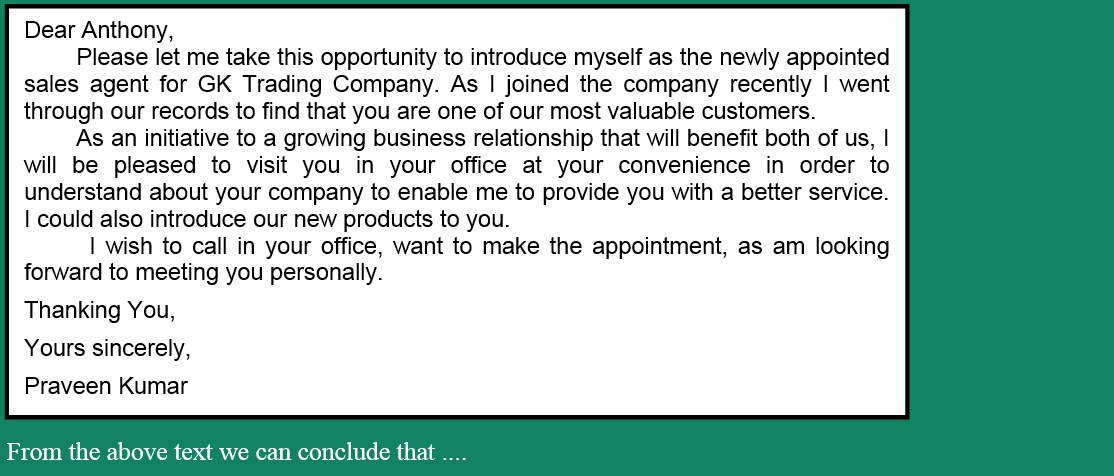 Dear Anthony,
Please let me take this opportunity to introduce myself as the newly appointed
sales agent for GK Trading Company. As I joined the company recently I went
through our records to find that you are one of our most valuable customers.
As an initiative to a growing business relationship that will benefit both of us, I
will be pleased to visit you in your office at your convenience in order to
understand about your company to enable me to provide you with a better service.
I could also introduce our new products to you.
I wish to call in your office, want to make the appointment, as am looking
forward to meeting you personally.
Thanking You,
Yours sincerely,
Praveen Kumar
From the above text we can conclude that ....